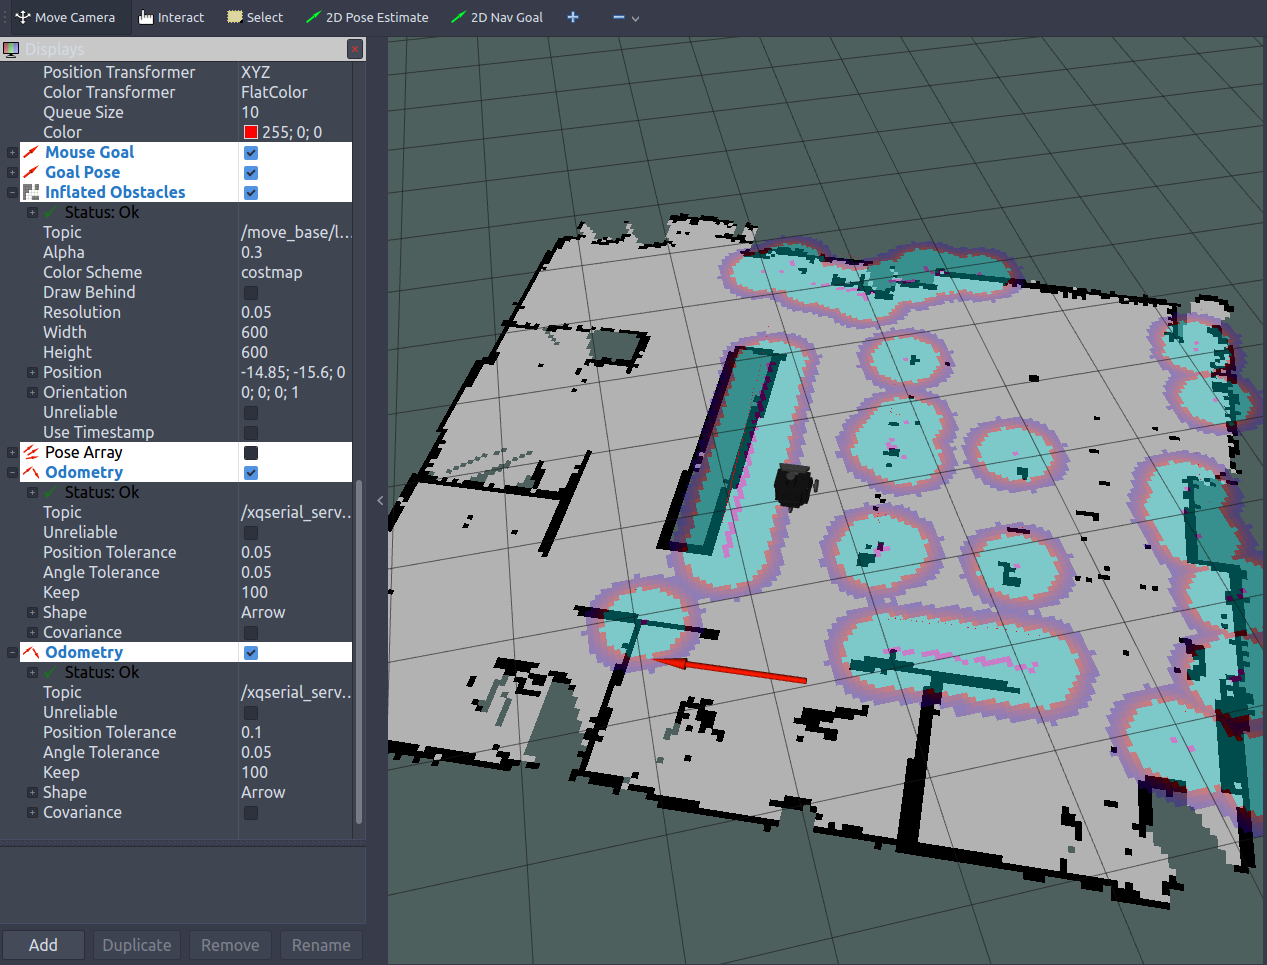 Move Camera Interact Select 2D Pose Estimate 2D Nav Goal
Displays
Position Transformer XYZ
Color Transformer FlatColor
Queue Size 10
Color 255; 0; 0
Mouse Goal
Goal Pose
Inflated Obstacles
Status: Ok
Topic /move_base/l...
Alpha 0.3
Color Scheme costmap
Draw Behind
Resolution 0.05
Width 600
Height 600
Position -14.85; -15.6; 0
Orientation 0; 0; 0; 1
Unreliable
Use Timestamp
Pose Array
Odometry
Status: Ok
Topic /xqserial_serv...
Unreliable
Position Tolerance 0.05
Angle Tolerance 0.05
Keep 100
Shape Arrow
Covariance
Odometry
Status: Ok
Topic /xqserial_serv...
Unreliable
Position Tolerance 0.1
Angle Tolerance 0.05
Keep 100
Shape Arrow
Covariance
Add Duplicate Remove Rename